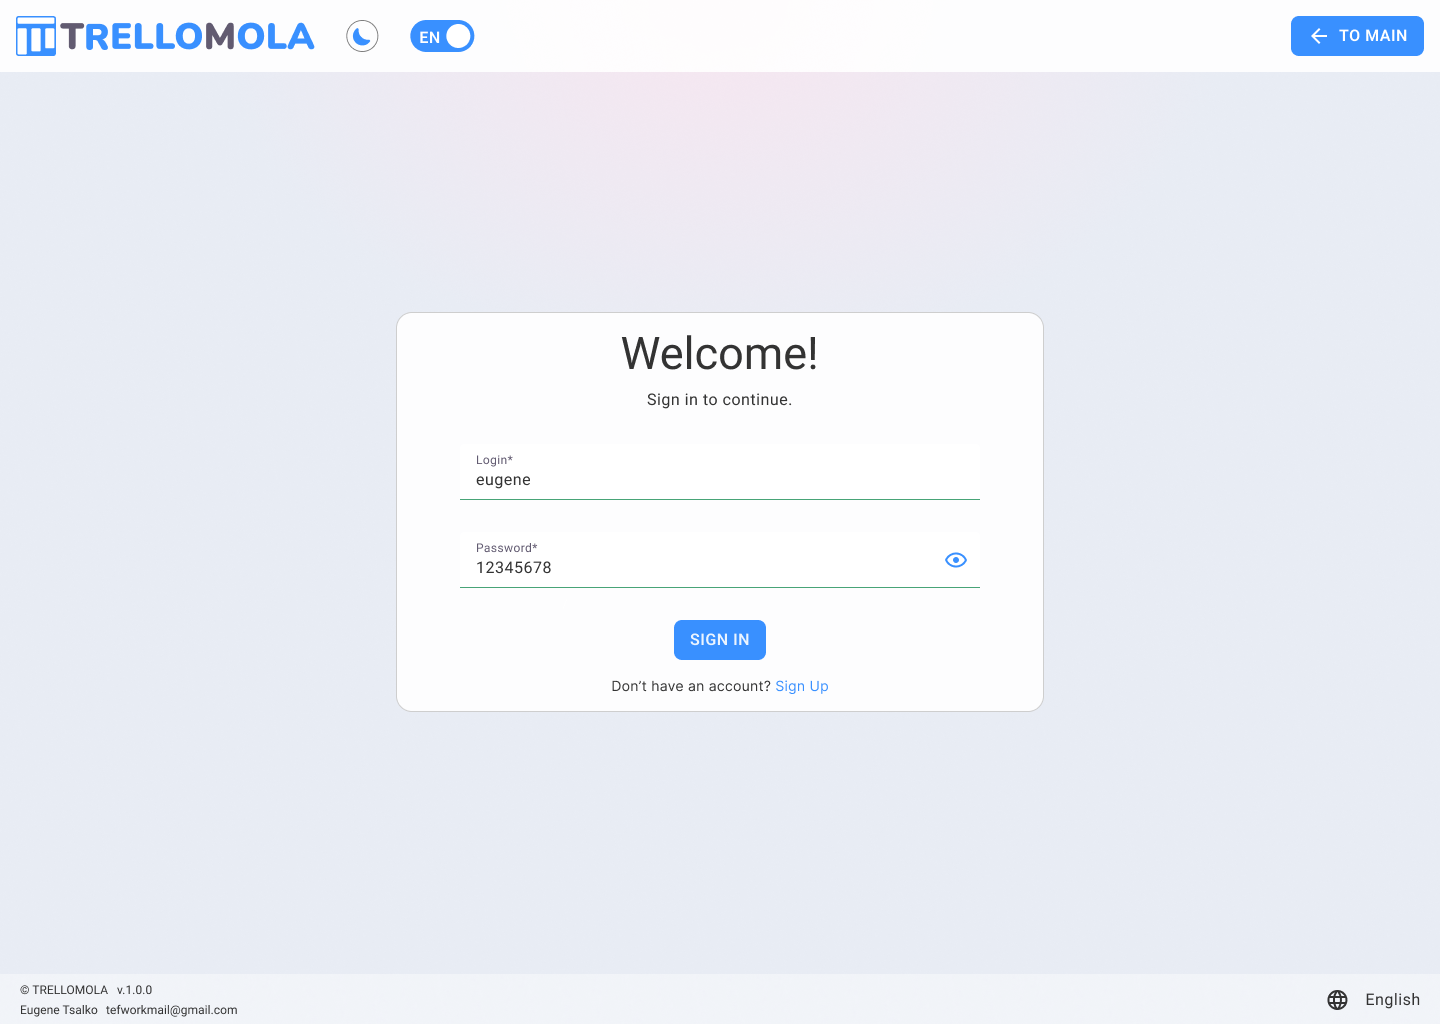 TRELLOMOLA
EN
TO MAIN
Welcome!
Sign in to continue.
Login*
eugene
Password*
12345678
SIGN IN
Don’t have an account? Sign Up
© TRELLOMOLA v.1.0.0
Eugene Tsalko tefworkmail@gmail.com
English